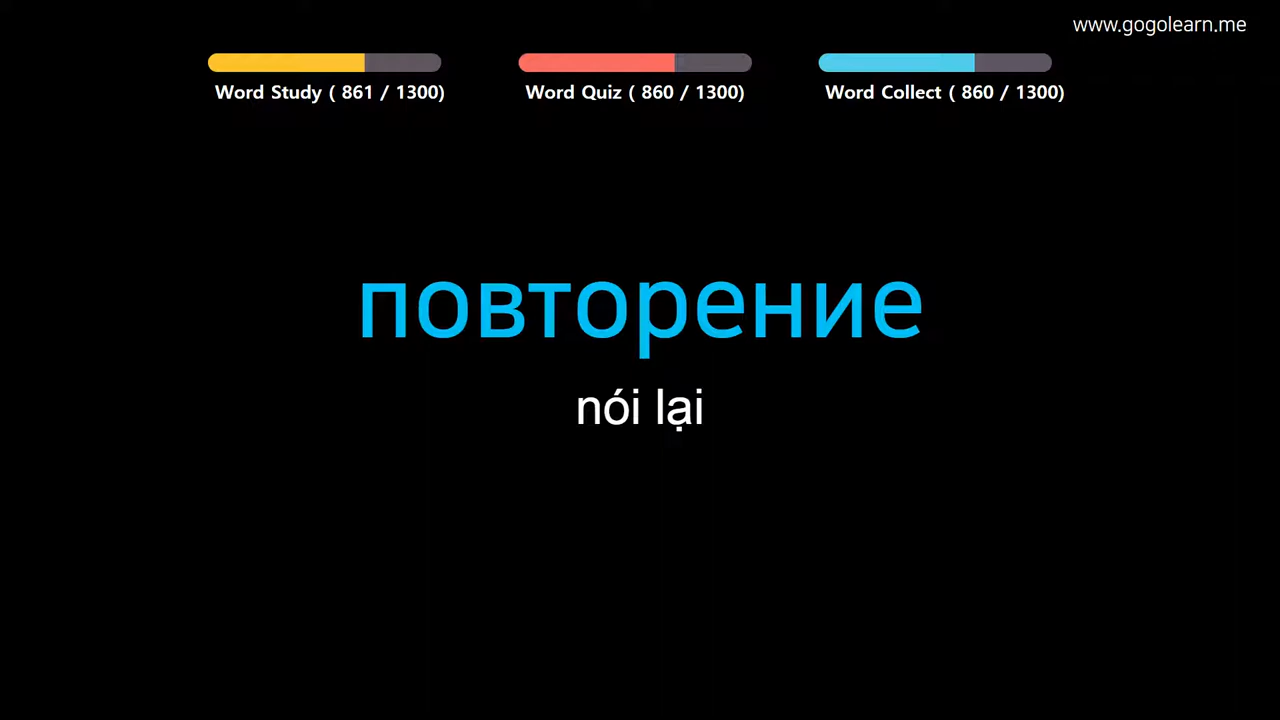 www.gogolearn.me
Word Study ( 861 / 1300)
Word Quiz ( 860 / 1300)
Word Collect ( 860 / 1300)
повторение
nói lại